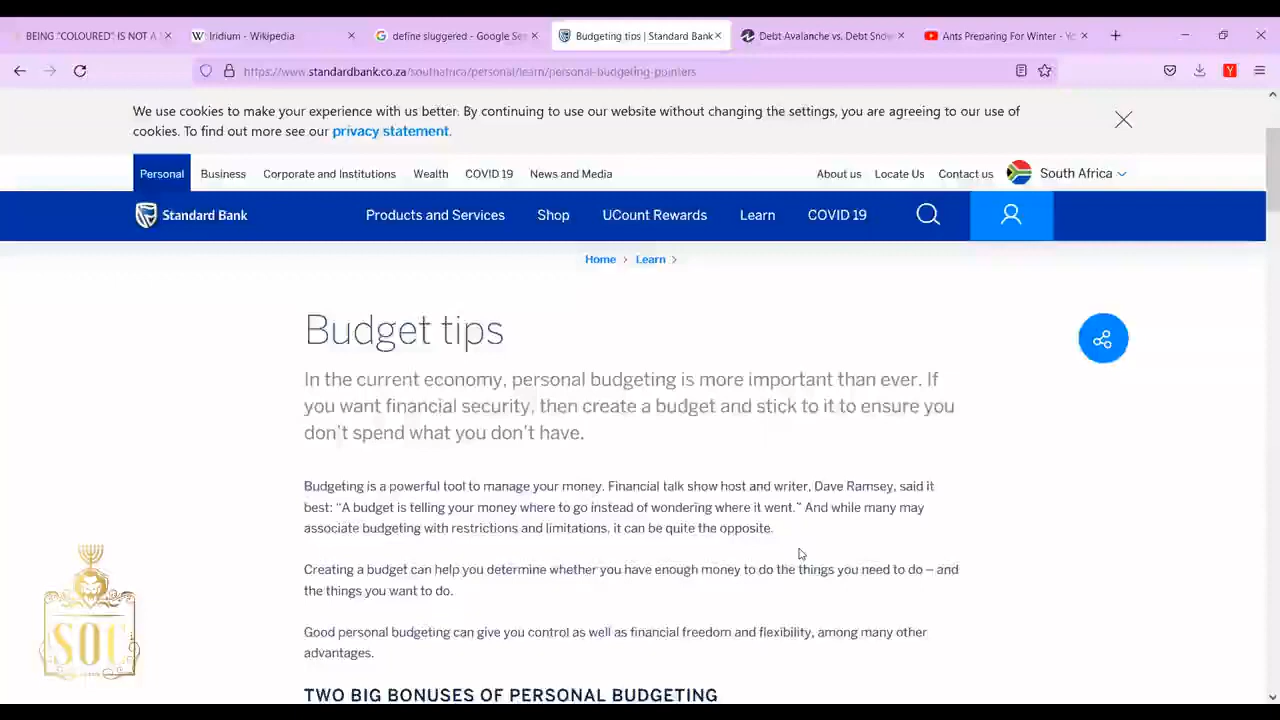 BEING "COLOURED" IS NOT A
Iridium - Wikipedia
define sluggered - Google Se
Budgeting tips | Standard Bank
Debt Avalanche vs. Debt Snow
Ants Preparing For Winter - Yo
https://www.standardbank.co.za/southafrica/personal/learn/personal-budgeting-pointers
We use cookies to make your experience with us better. By continuing to use our website without changing the settings, you are agreeing to our use of
cookies. To find out more see our privacy statement.
Personal Business Corporate and Institutions Wealth COVID 19 News and Media About us Locate Us Contact us South Africa
Standard Bank Products and Services Shop UCount Rewards Learn COVID 19
Home > Learn >
Budget tips
In the current economy, personal budgeting is more important than ever. If
you want financial security, then create a budget and stick to it to ensure you
don't spend what you don't have.
Budgeting is a powerful tool to manage your money. Financial talk show host and writer, Dave Ramsey, said it
best: “A budget is telling your money where to go instead of wondering where it went.” And while many may
associate budgeting with restrictions and limitations, it can be quite the opposite.
Creating a budget can help you determine whether you have enough money to do the things you need to do – and
the things you want to do.
Good personal budgeting can give you control as well as financial freedom and flexibility, among many other
advantages.
SOC
TWO BIG BONUSES OF PERSONAL BUDGETING